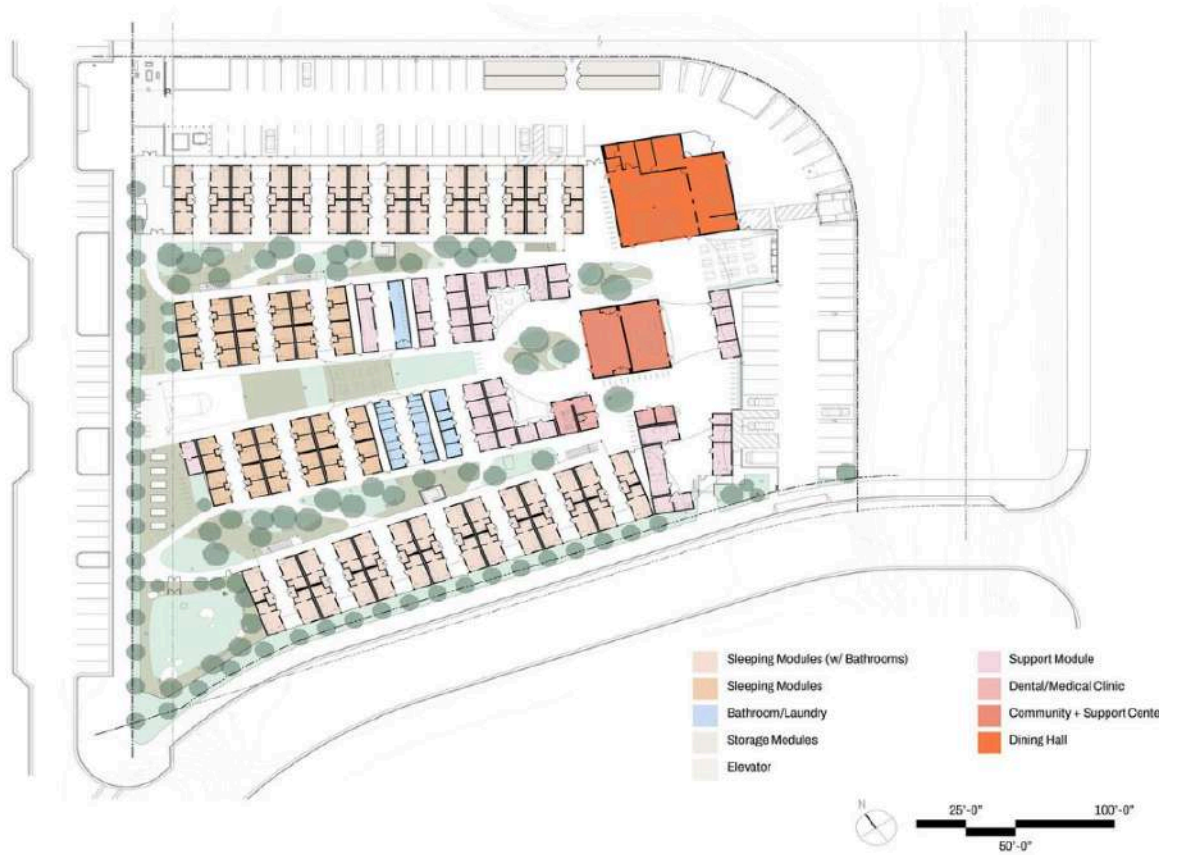 Sleeping Modules (w/ Bathrooms)
Sleeping Modules
Bathroom/Laundry
Storage Modules
Elevator
Support Module
Dental/Medical Clinic
Community + Support Cente
Dining Hall
N
25'-0"
100'-0"
50'-0"